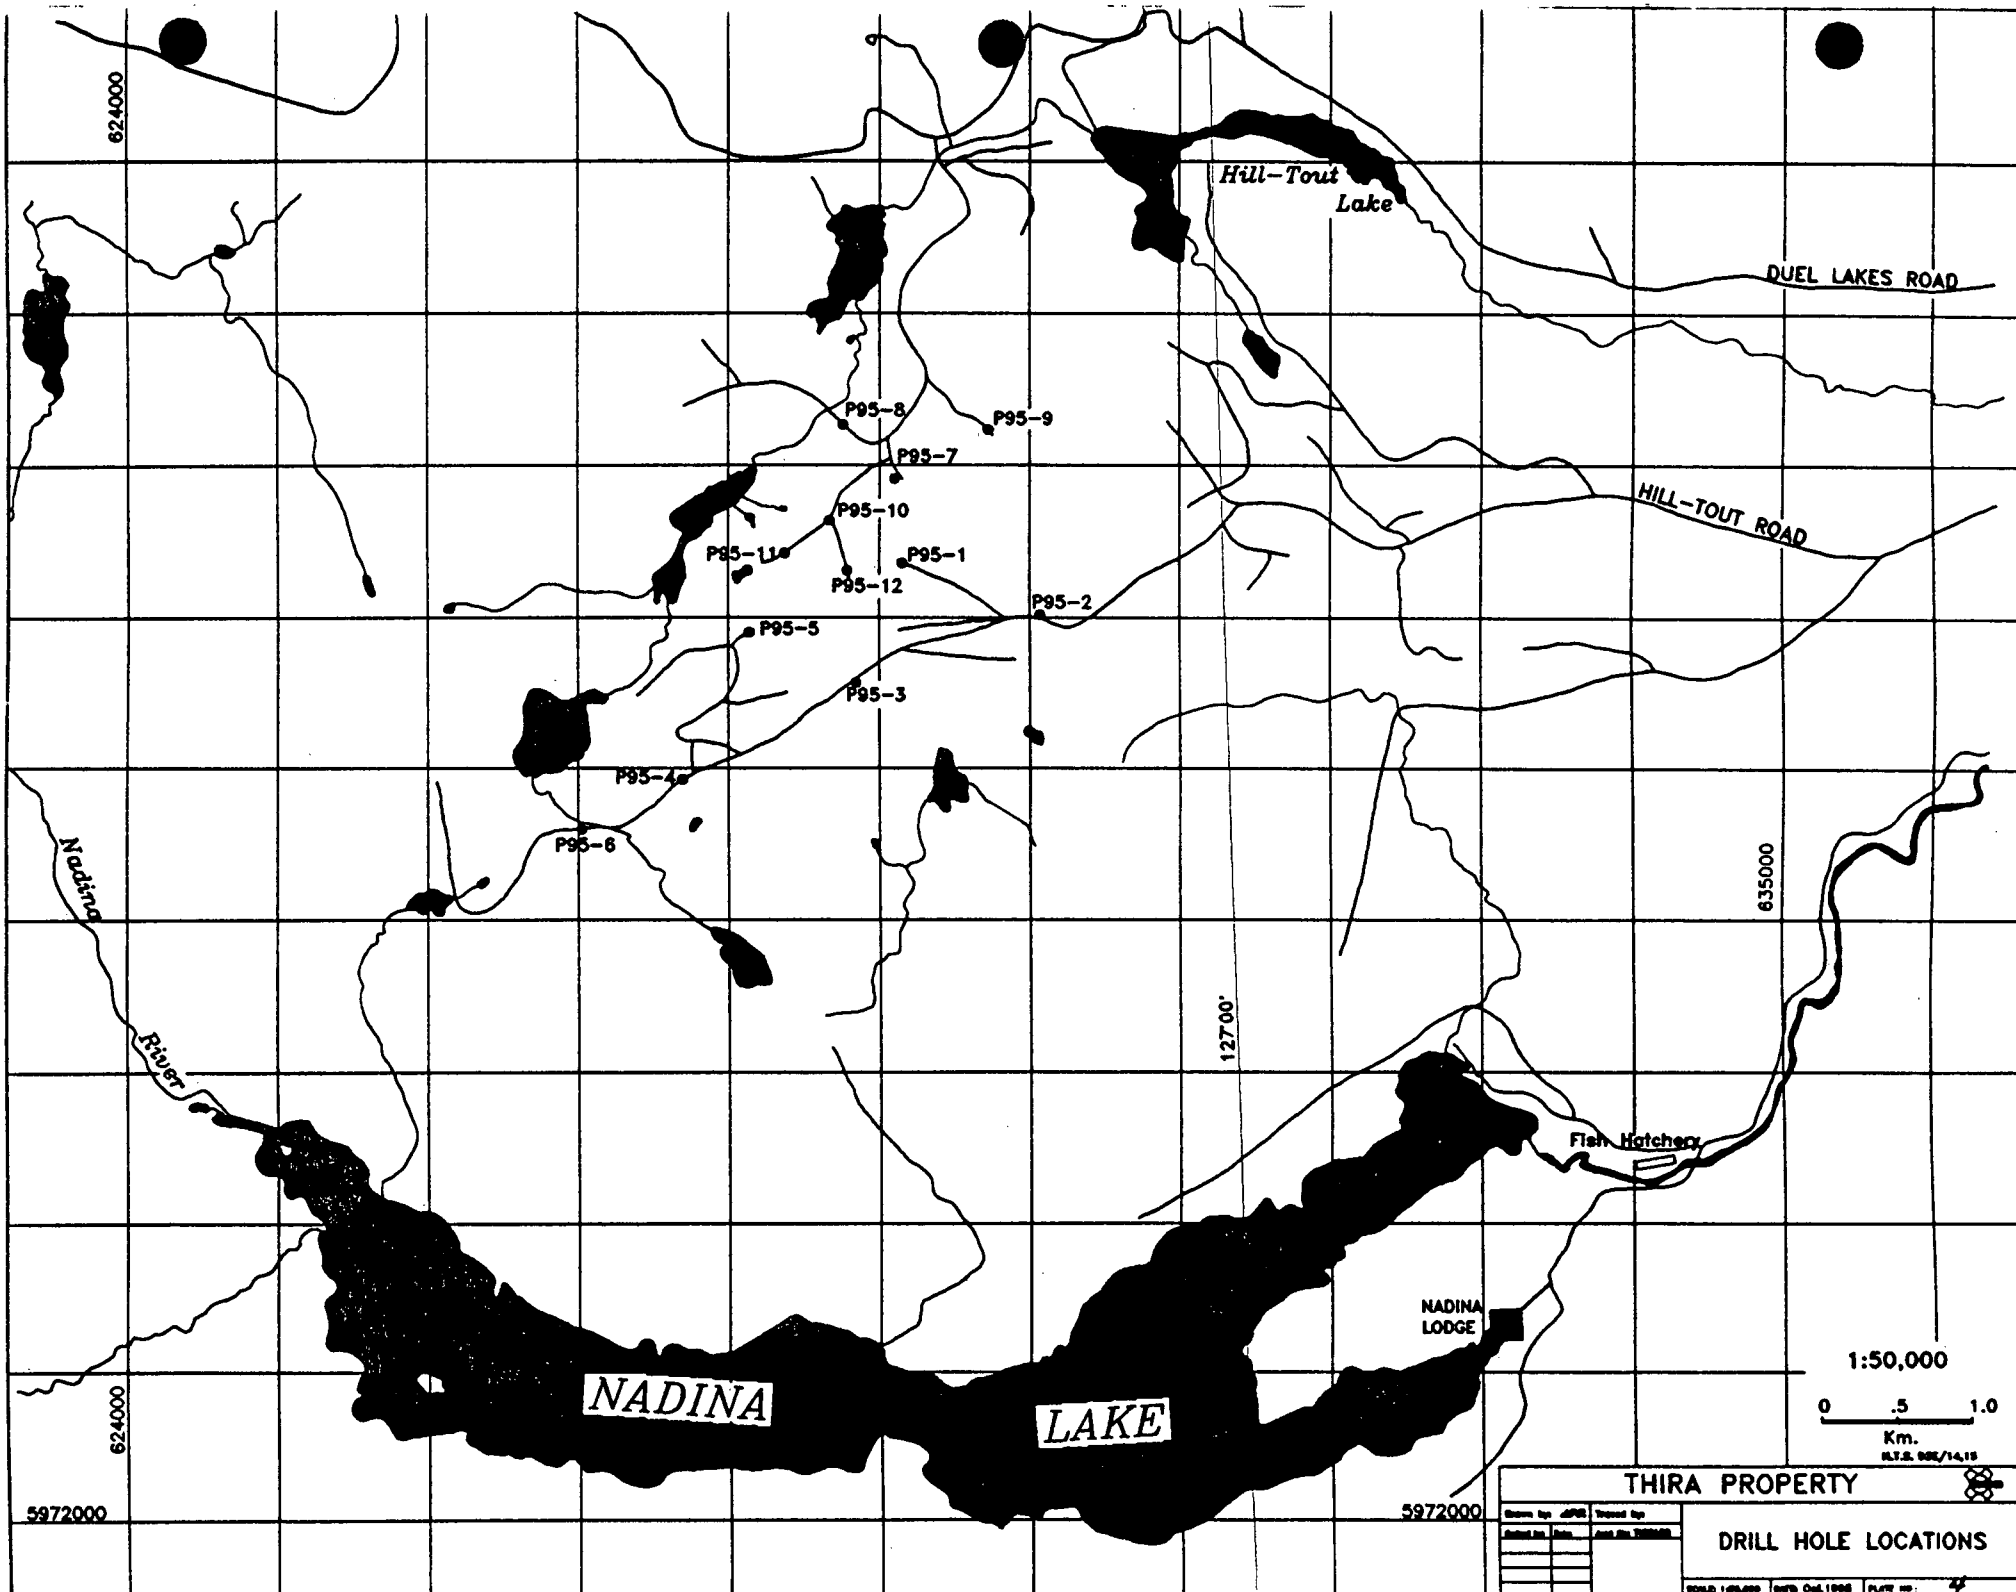 624000
Hill-Tout
Lake
DUEL LAKES ROAD
P95-8
P95-9
P95-7
P95-10
HILL-TOUT ROAD
P95-11
P95-1
P95-12
P95-2
P95-5
P95-3
P95-4
P95-6
Nadina
River
635000
127°00'
Fish Hatchery
NADINA
LODGE
1:50,000
0 .5 1.0
Km.
NADINA
LAKE
624000
5972000
5972000
THIRA PROPERTY
DRILL HOLE LOCATIONS